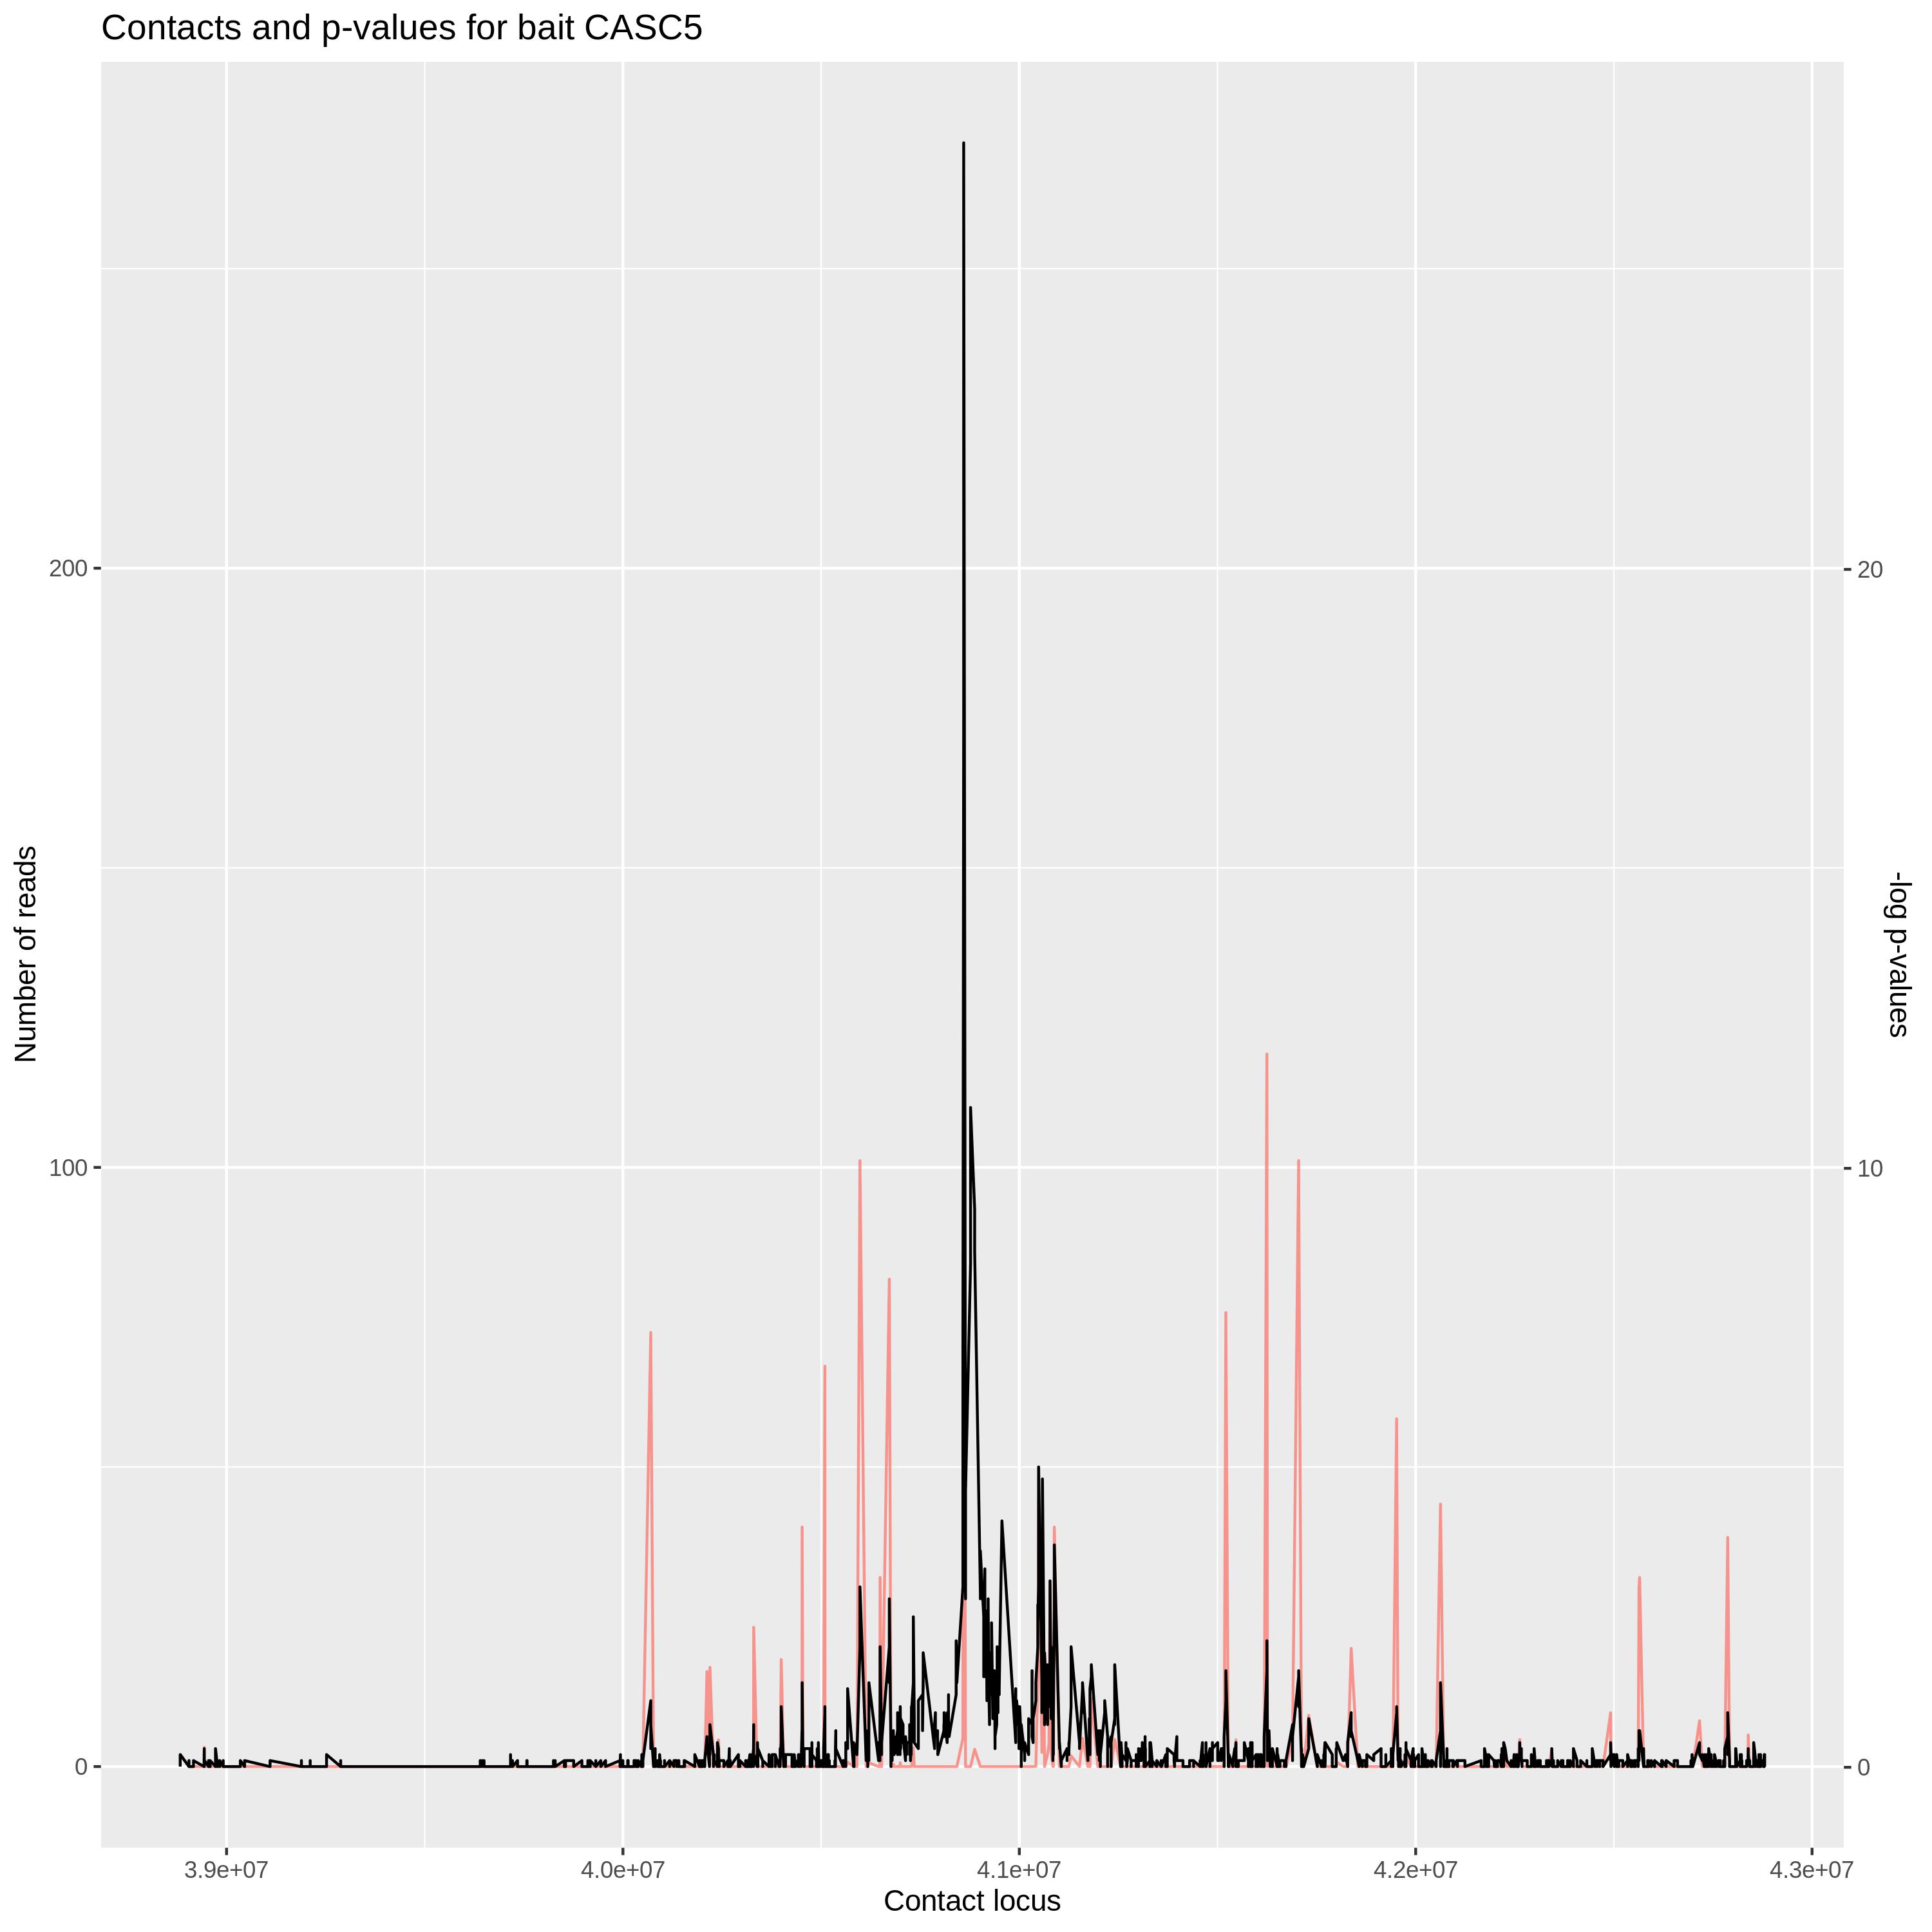 Contacts and p-values for bait CASC5
Number of reads
200
100
0
20
10
0
-log p-values
3.9e+07
4.0e+07
4.1e+07
4.2e+07
4.3e+07
Contact locus